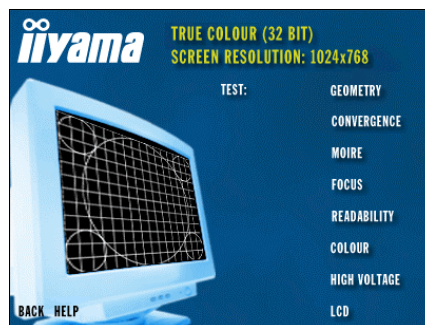 iiyama
TRUE COLOUR (32 BIT)
SCREEN RESOLUTION: 1024x768
TEST:
GEOMETRY
CONVERGENCE
MOIRE
FOCUS
READABILITY
COLOUR
HIGH VOLTAGE
LCD
BACK HELP